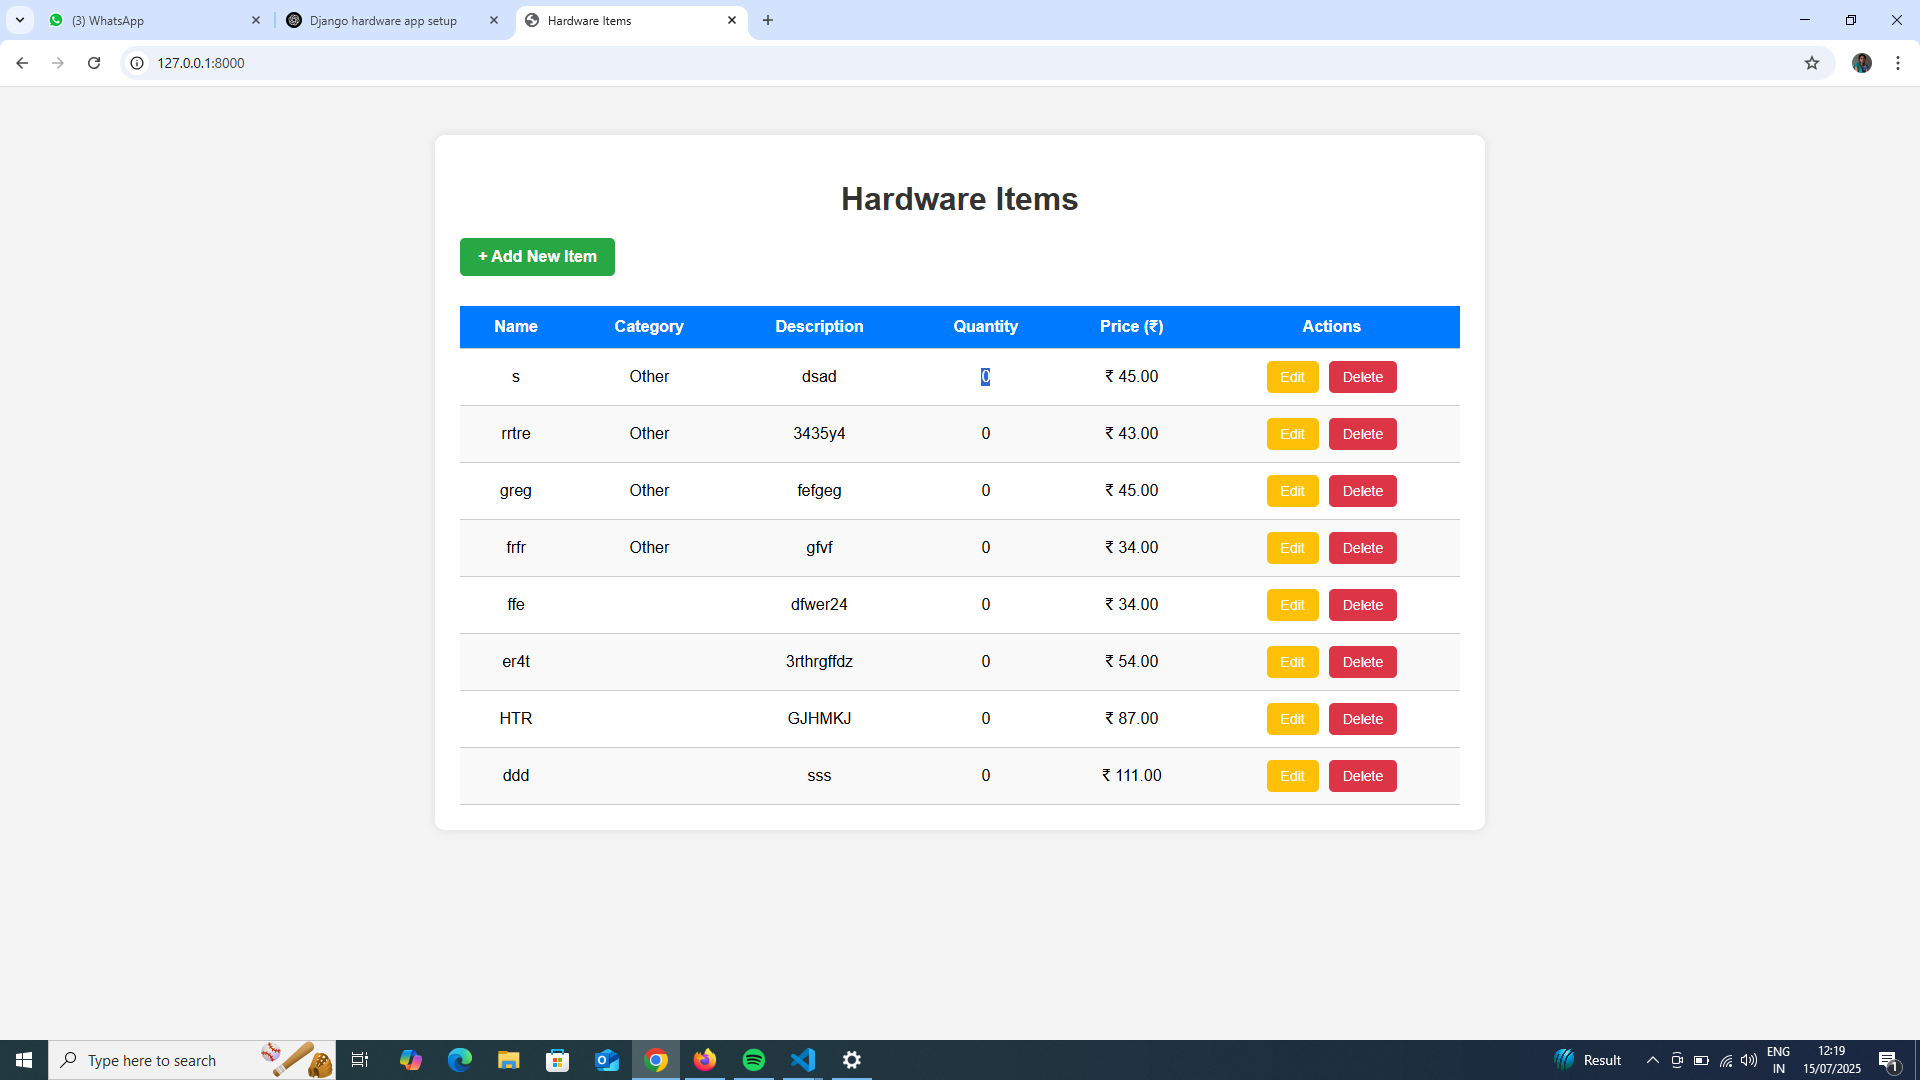 (3) WhatsApp
Django hardware app setup
Hardware Items
127.0.0.1:8000
Hardware Items
+ Add New Item
Name Category Description Quantity Price (₹) Actions
s Other dsad 0 ₹ 45.00 Edit Delete
rrtre Other 3435y4 0 ₹ 43.00 Edit Delete
greg Other fefgeg 0 ₹ 45.00 Edit Delete
frfr Other gfvf 0 ₹ 34.00 Edit Delete
ffe dfwer24 0 ₹ 34.00 Edit Delete
er4t 3rthrgffdz 0 ₹ 54.00 Edit Delete
HTR GJHMKJ 0 ₹ 87.00 Edit Delete
ddd sss 0 ₹ 111.00 Edit Delete
Type here to search
Result
ENG
IN
12:19
15/07/2025
1